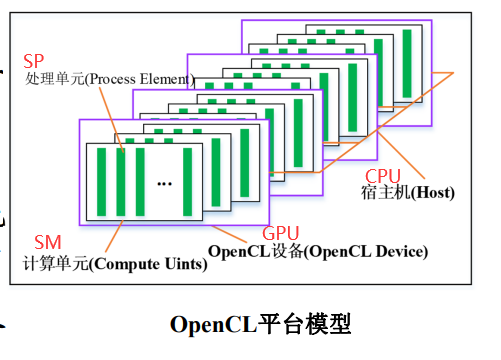 SP
处理单元(Process Element)
...
CPU
宿主机(Host)
SM
GPU
OpenCL设备(OpenCL Device)
计算单元(Compute Uints)
OpenCL平台模型